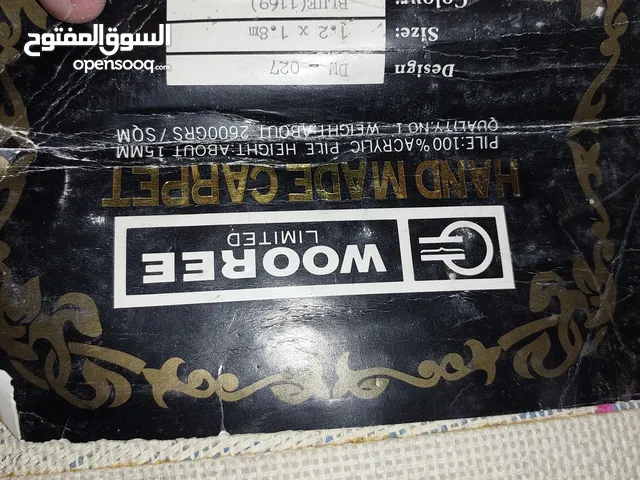 السوق المفتوح
opensooq.com
WOOREE
LIMITED
HAND MADE CARPET
PILE:100%ACRYLIC PILE HEIGHT:ABOUT 15MM
QUALITY:NO 1 WEIGHT:ABOUT 2600GRS/SQM
Design DW - 027
Size: 1.2 x 1.8m
Colour: BLUE(1169)